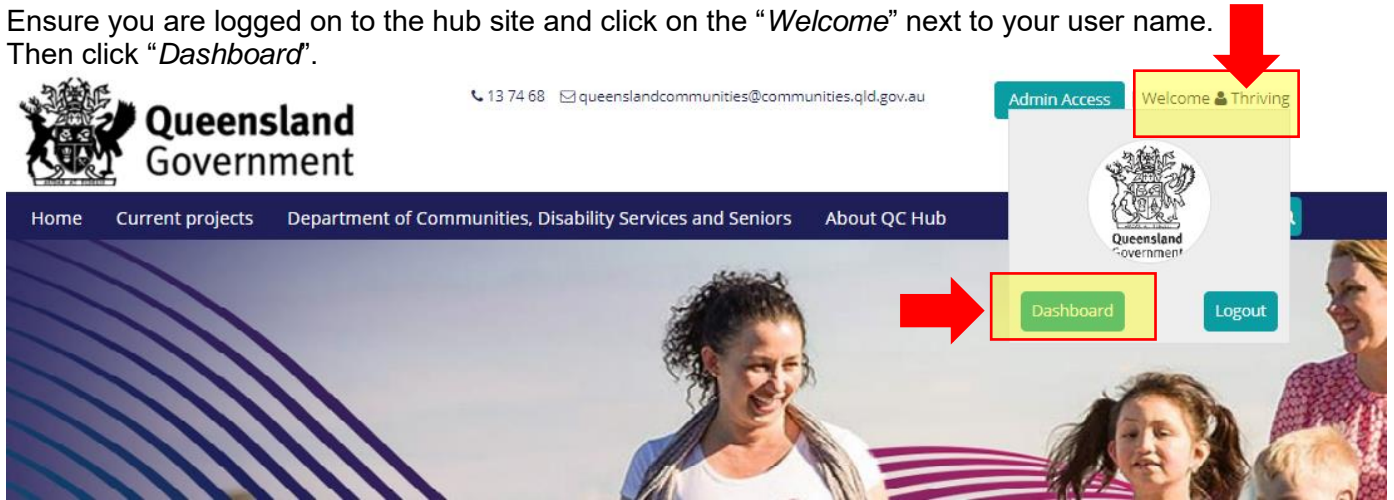 Ensure you are logged on to the hub site and click on the “Welcome” next to your user name.
Then click “Dashboard”.
Queensland
Government
13 74 68 queenslandcommunities@communities.qld.gov.au
Admin Access
Welcome Thriving
Home Current projects Department of Communities, Disability Services and Seniors About QC Hub
Queensland
Government
Dashboard
Logout